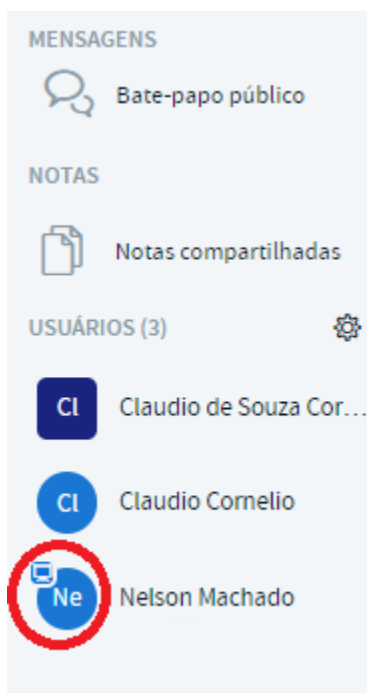 MENSAGENS
Bate-papo público
NOTAS
Notas compartilhadas
USUÁRIOS (3)
Cl Claudio de Souza Cor...
Cl Claudio Cornelio
Ne Nelson Machado